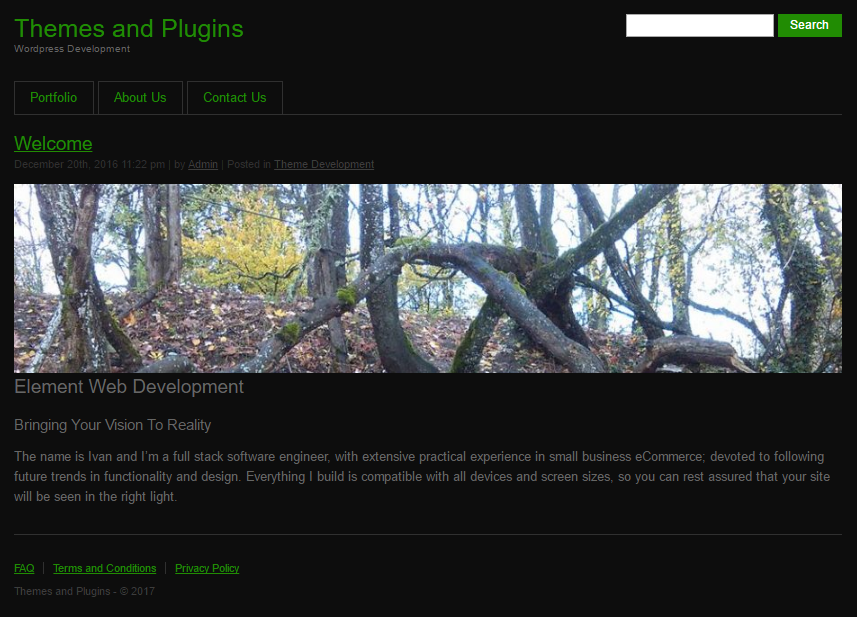 Themes and Plugins
Search
Wordpress Development
Portfolio
About Us
Contact Us
Welcome
December 20th, 2016 11:22 pm | by Admin | Posted in Theme Development
Element Web Development
Bringing Your Vision To Reality
The name is Ivan and I'm a full stack software engineer, with extensive practical experience in small business eCommerce; devoted to following
future trends in functionality and design. Everything I build is compatible with all devices and screen sizes, so you can rest assured that your site
will be seen in the right light.
FAQ | Terms and Conditions | Privacy Policy
Themes and Plugins - © 2017